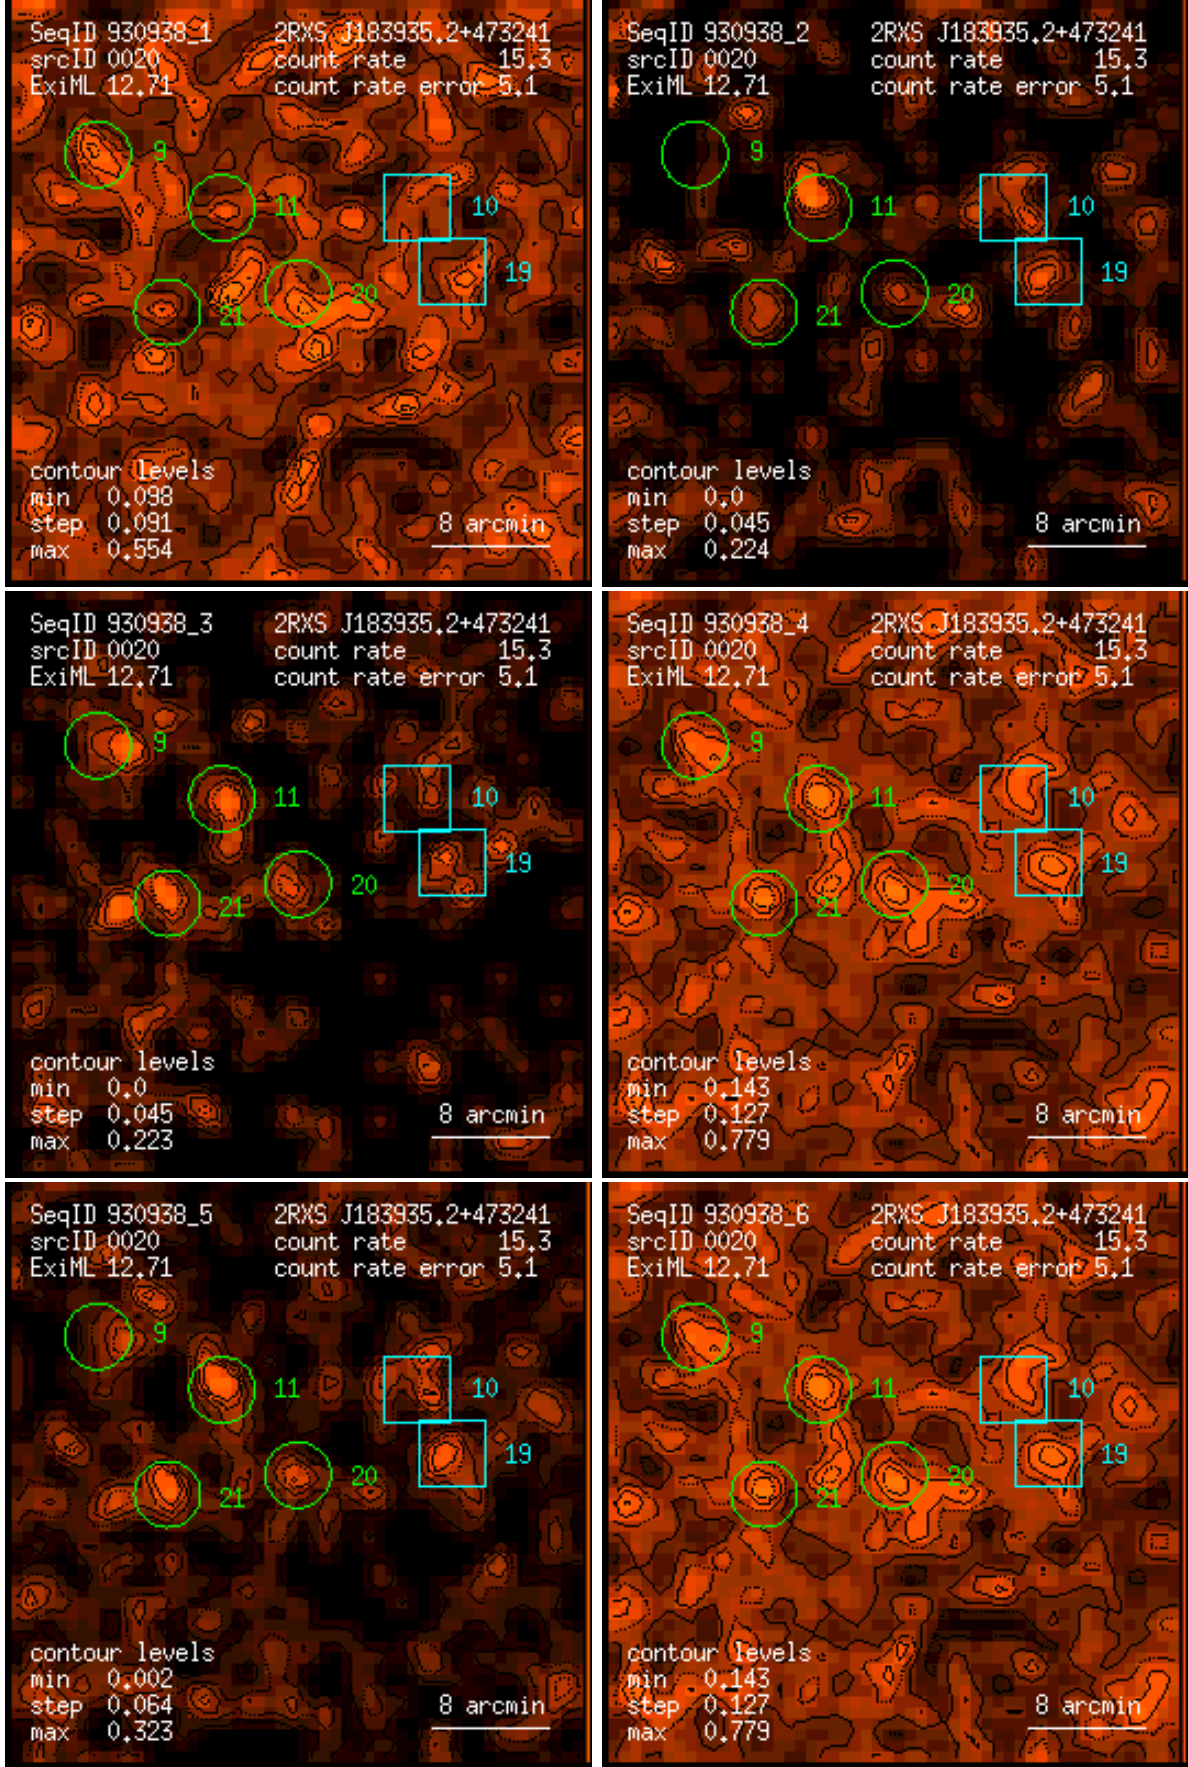 SeqID 930938_1 2RXS J183935.2+473241
srcID 0020 count rate 15.3
ExiML 12.71 count rate error 5.1
9
11
10
19
20
21
contour levels
min 0.098
step 0.091 8 arcmin
max 0.554
SeqID 930938_2 2RXS J183935.2+473241
srcID 0020 count rate 15.3
ExiML 12.71 count rate error 5.1
9
11
10
19
20
21
contour levels
min 0.0
step 0.045 8 arcmin
max 0.224
SeqID 930938_3 2RXS J183935.2+473241
srcID 0020 count rate 15.3
ExiML 12.71 count rate error 5.1
9
11
10
19
20
21
contour levels
min 0.0
step 0.045 8 arcmin
max 0.223
SeqID 930938_4 2RXS J183935.2+473241
srcID 0020 count rate 15.3
ExiML 12.71 count rate error 5.1
9
11
10
19
20
21
contour levels
min 0.143
step 0.127 8 arcmin
max 0.779
SeqID 930938_5 2RXS J183935.2+473241
srcID 0020 count rate 15.3
ExiML 12.71 count rate error 5.1
9
11
10
19
20
21
contour levels
min 0.002
step 0.064 8 arcmin
max 0.323
SeqID 930938_6 2RXS J183935.2+473241
srcID 0020 count rate 15.3
ExiML 12.71 count rate error 5.1
9
11
10
19
20
21
contour levels
min 0.143
step 0.127 8 arcmin
max 0.779